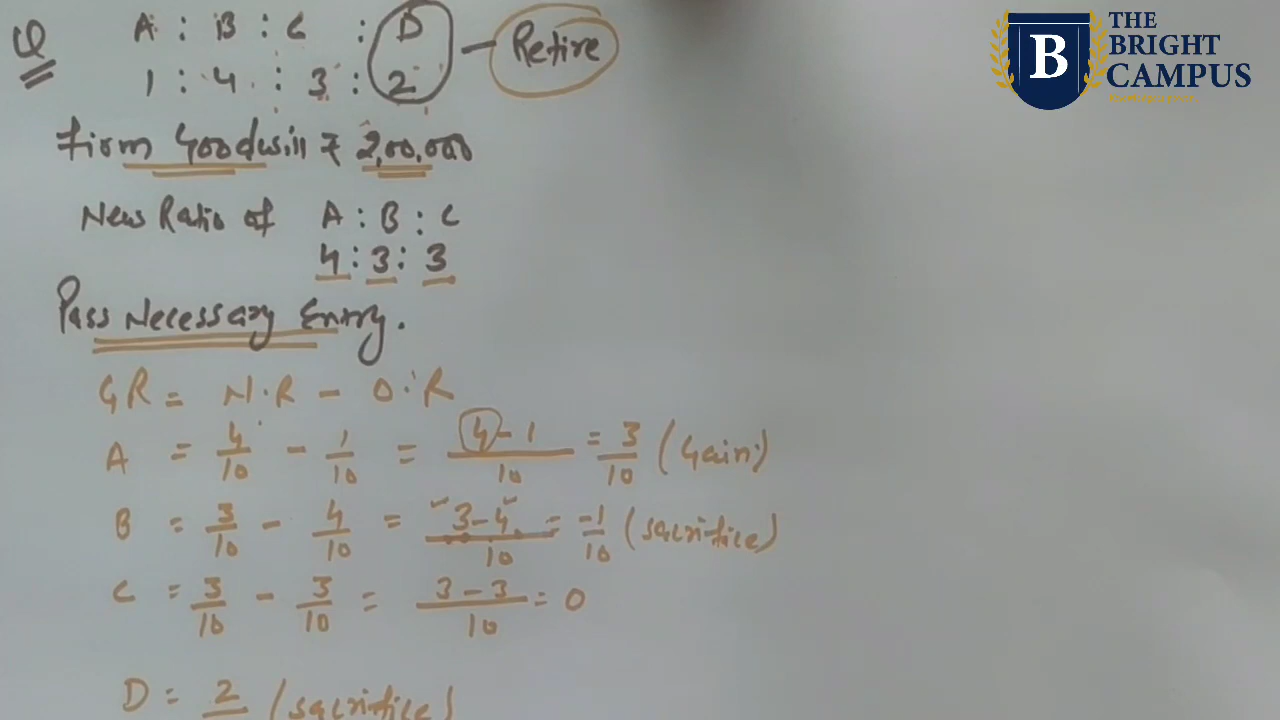 Q A : B : C : D - Retire
1 : 4 : 3 : 2
Firm Goodwill ₹ 2,00,000
New Ratio of A : B : C
4 : 3 : 3
Pass Necessary Entry.
GR = N.R - O.R
A = 4/10 - 1/10 = 4-1/10 = 3/10 (Gain)
B = 3/10 - 4/10 = 3-4/10 = -1/10 (sacrifice)
C = 3/10 - 3/10 = 3-3/10 = 0
D = 2 (sacrifice)
B
THE
BRIGHT
CAMPUS